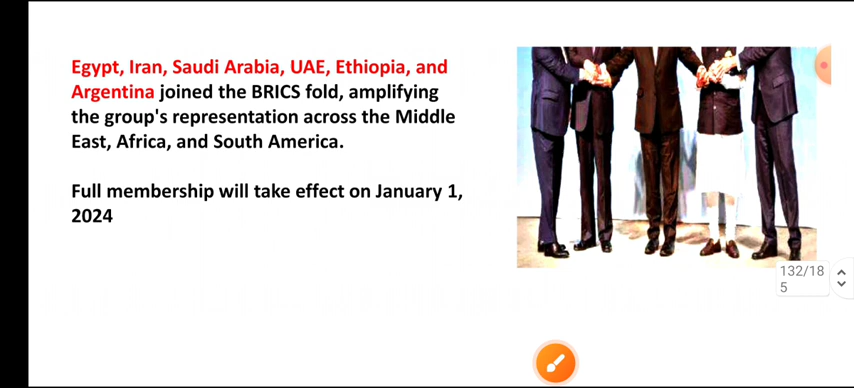 Egypt, Iran, Saudi Arabia, UAE, Ethiopia, and
Argentina joined the BRICS fold, amplifying
the group's representation across the Middle
East, Africa, and South America.
Full membership will take effect on January 1,
2024
132/18
5